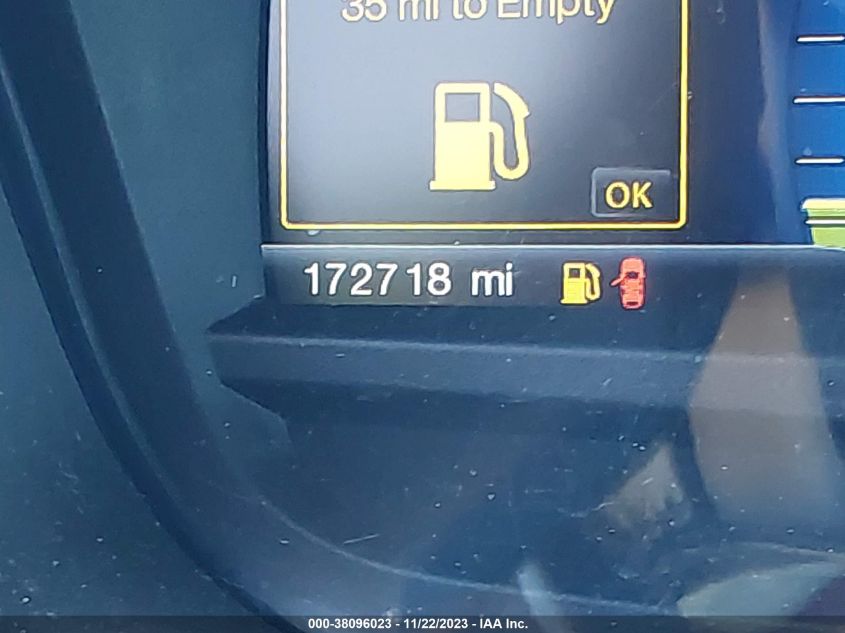 35 mi to Empty
OK
172718 mi
000-38096023 - 11/22/2023 - IAA Inc.